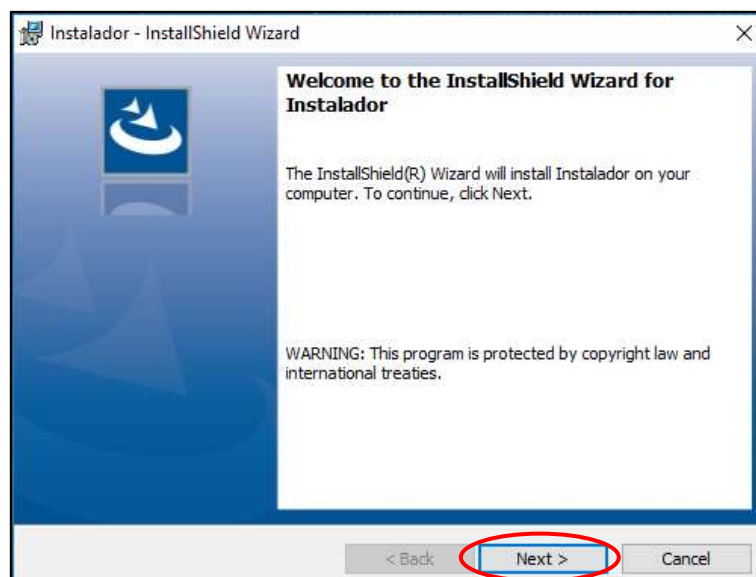 Instalador - InstallShield Wizard
Welcome to the InstallShield Wizard for
Instalador
The InstallShield(R) Wizard will install Instalador on your
computer. To continue, click Next.
WARNING: This program is protected by copyright law and
international treaties.
< Back
Next >
Cancel